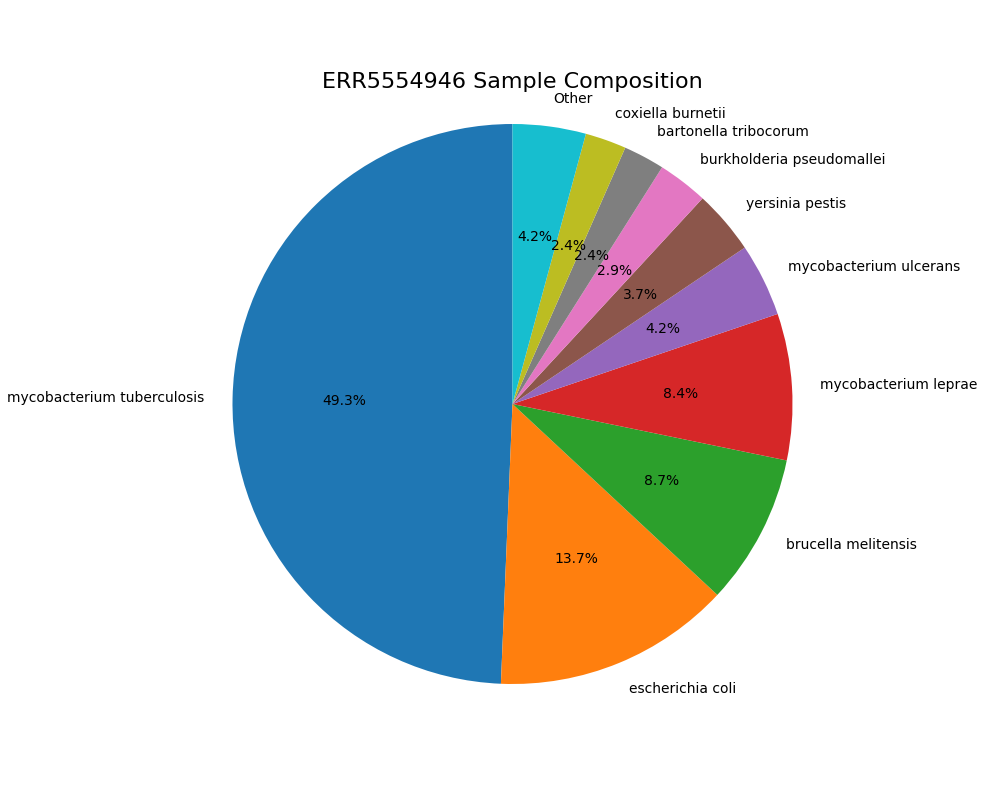 ERR5554946 Sample Composition
Other
coxiella burnetii
bartonella tribocorum
burkholderia pseudomallei
yersinia pestis
mycobacterium ulcerans
mycobacterium leprae
brucella melitensis
escherichia coli
mycobacterium tuberculosis
4.2%
2.4%
2.4%
2.9%
3.7%
4.2%
8.4%
8.7%
13.7%
49.3%